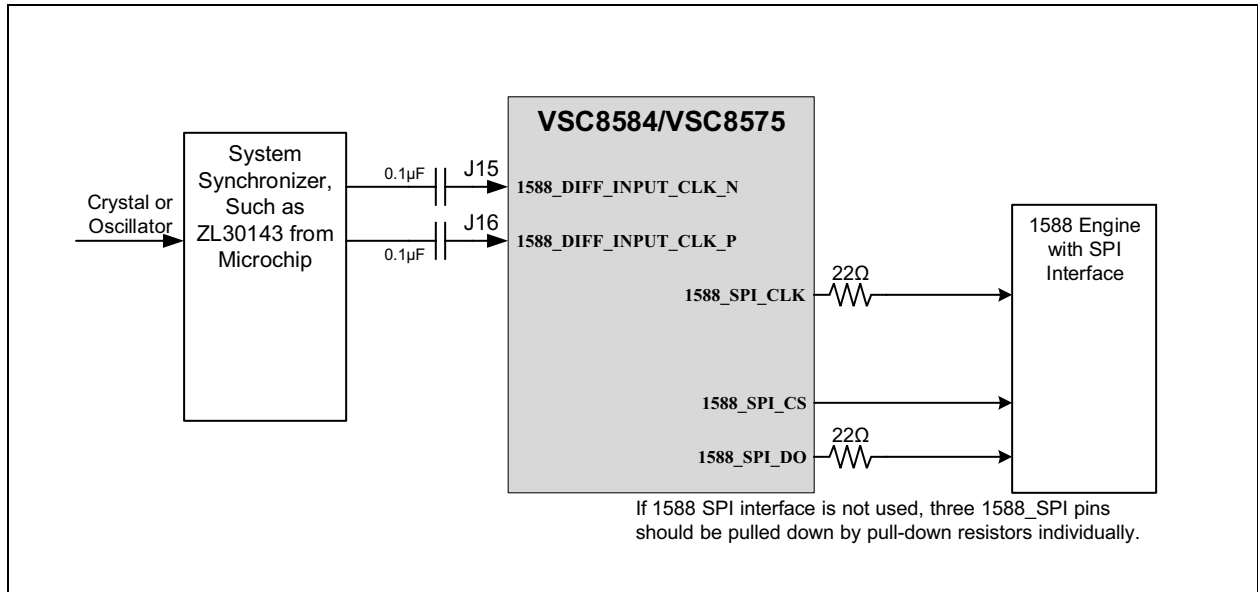 VSC8584/VSC8575
System
Synchronizer,
Such as
ZL30143 from
Microchip
Crystal or
Oscillator
0.1µF
J15
1588_DIFF_INPUT_CLK_N
J16
0.1µF
1588_DIFF_INPUT_CLK_P
1588 Engine
with SPI
Interface
22Ω
1588_SPI_CLK
1588_SPI_CS
22Ω
1588_SPI_DO
If 1588 SPI interface is not used, three 1588_SPI pins
should be pulled down by pull-down resistors individually.